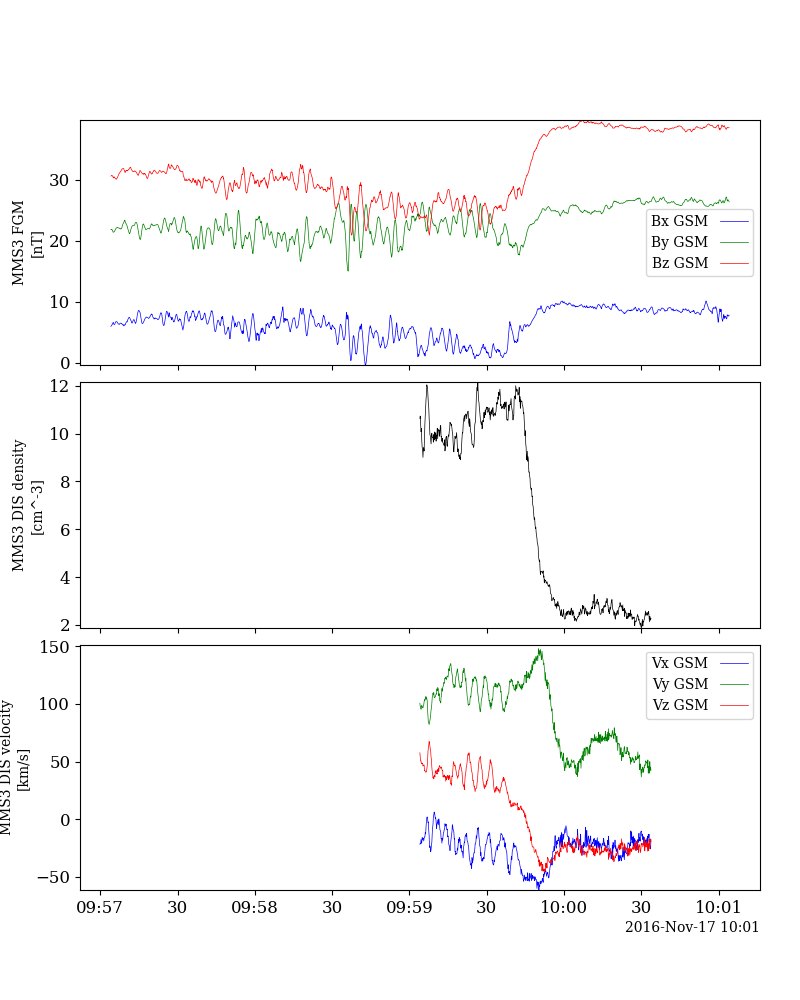 MMS3 FGM
[nT]
30
20
10
0
Bx GSM
By GSM
Bz GSM
MMS3 DIS density
[cm^-3]
12
10
8
6
4
2
MMS3 DIS velocity
[km/s]
150
100
50
0
−50
Vx GSM
Vy GSM
Vz GSM
09:57 30 09:58 30 09:59 30 10:00 30 10:01
2016-Nov-17 10:01